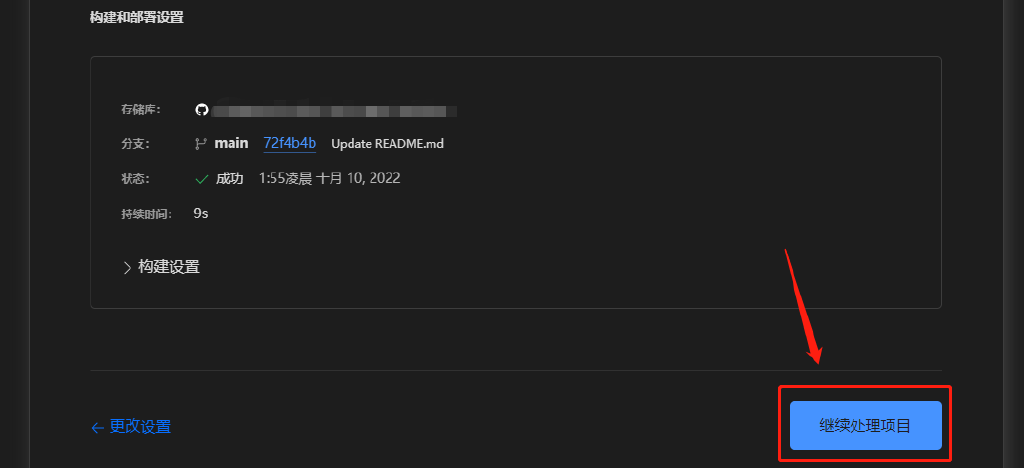 构建和部署设置
存储库:
分支: main 72f4b4b Update README.md
状态: 成功 1:55凌晨 十月 10, 2022
持续时间: 9s
构建设置
更改设置 继续处理项目